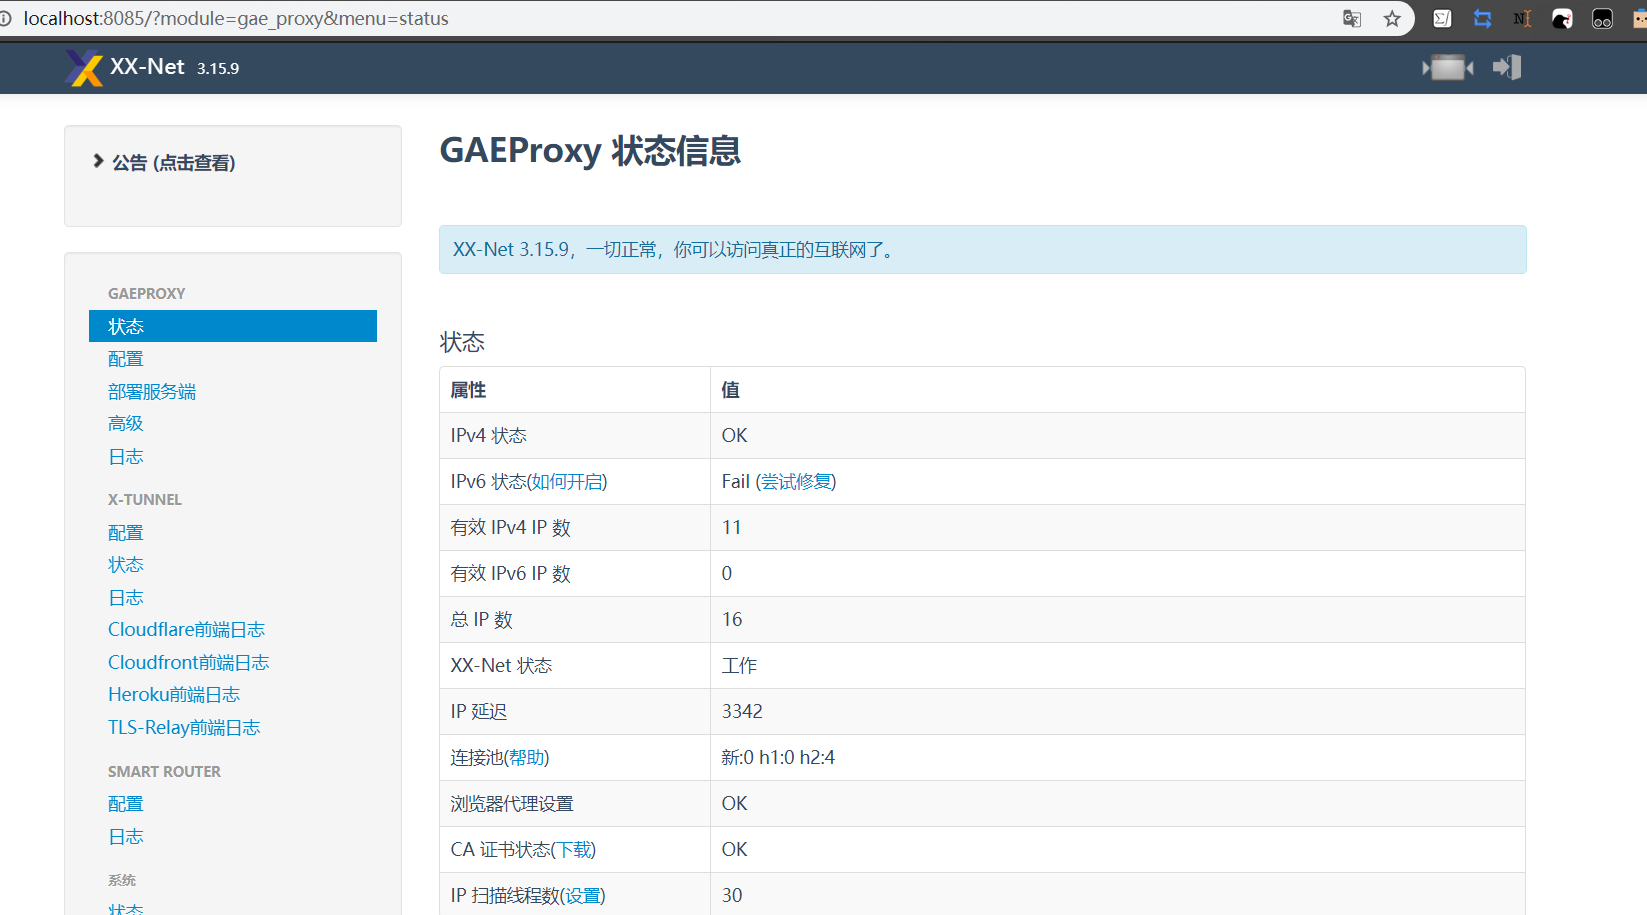 localhost:8085/?module=gae_proxy&menu=status
XX-Net 3.15.9
公告 (点击查看)
GAEPROXY
状态
配置
部署服务端
高级
日志
X-TUNNEL
配置
状态
日志
Cloudflare前端日志
Cloudfront前端日志
Heroku前端日志
TLS-Relay前端日志
SMART ROUTER
配置
日志
系统
状态
GAEProxy 状态信息
XX-Net 3.15.9，一切正常，你可以访问真正的互联网了。
状态
属性 值
IPv4 状态 OK
IPv6 状态(如何开启) Fail (尝试修复)
有效 IPv4 IP 数 11
有效 IPv6 IP 数 0
总 IP 数 16
XX-Net 状态 工作
IP 延迟 3342
连接池(帮助) 新:0 h1:0 h2:4
浏览器代理设置 OK
CA 证书状态(下载) OK
IP 扫描线程数(设置) 30